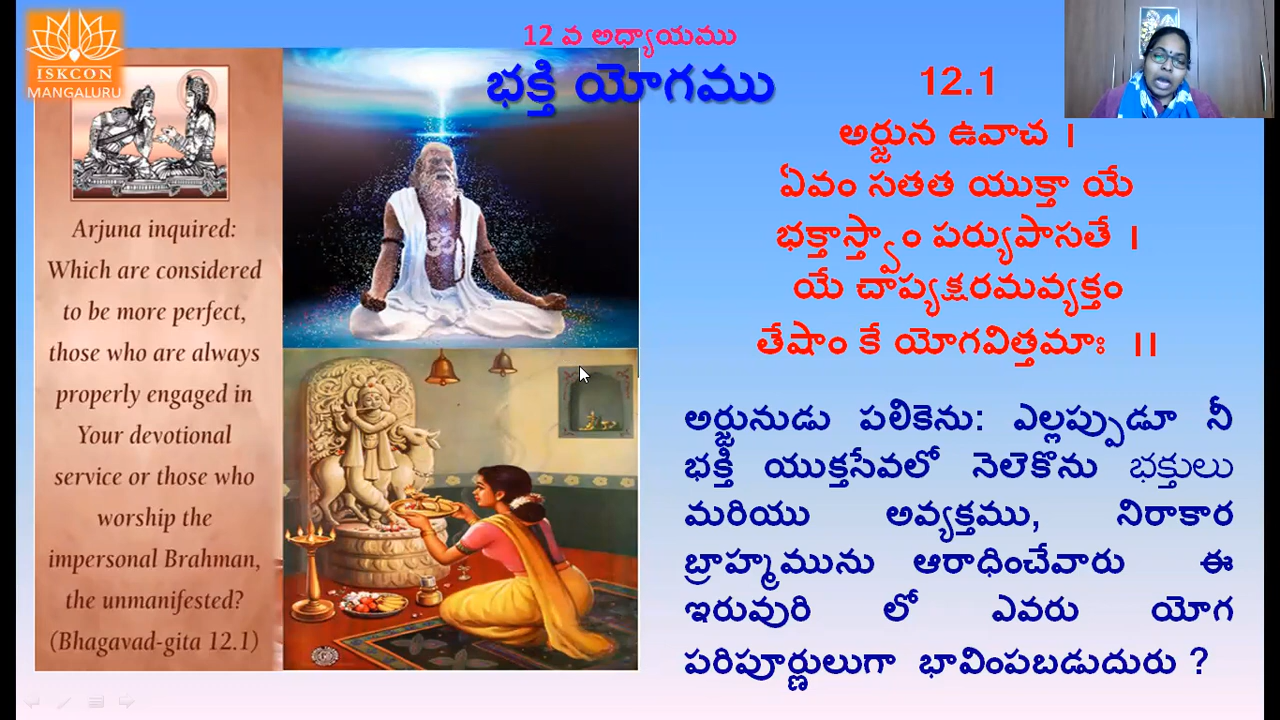 ISKCON
MANGALURU
12 వ అధ్యాయము
భక్తి యోగము
Arjuna inquired:
Which are considered
to be more perfect,
those who are always
properly engaged in
Your devotional
service or those who
worship the
impersonal Brahman,
the unmanifested?
(Bhagavad-gita 12.1)
ॐ
12.1
అర్జున ఉవాచ ।
ఏవం సతత యుక్తా యే
భక్తాస్త్వాం పర్యుపాసతే ।
యే చాప్యక్షరమవ్యక్తం
తేషాం కే యోగవిత్తమాః ।।
అర్జునుడు పలికెను: ఎల్లప్పుడూ నీ
భక్తి యుక్తసేవలో నెలెకొను భక్తులు
మరియు అవ్యక్తము, నిరాకార
బ్రాహ్మమును ఆరాధించేవారు ఈ
ఇరువురి లో ఎవరు యోగ
పరిపూర్ణులుగా భావింపబడుదురు ?